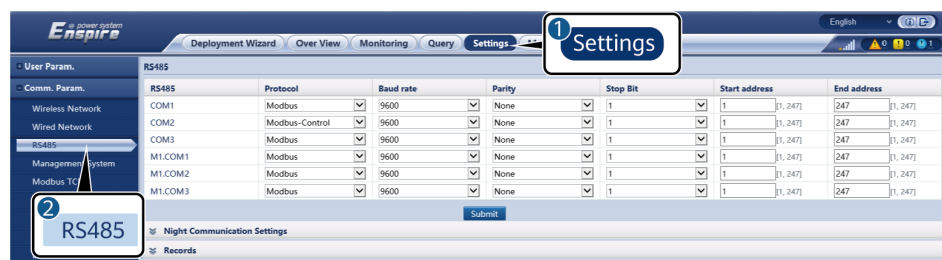 power system
Enspire
English
Deployment Wizard Over View Monitoring Query Settings
1 Settings
0 0 1
User Param.
Comm. Param.
Wireless Network
Wired Network
RS485
Management System
Modbus TC
2 RS485
RS485
RS485 Protocol Baud rate Parity Stop Bit Start address End address
COM1 Modbus 9600 None 1 1 [1, 247] 247 [1, 247]
COM2 Modbus-Control 9600 None 1 1 [1, 247] 247 [1, 247]
COM3 Modbus 9600 None 1 1 [1, 247] 247 [1, 247]
M1.COM1 Modbus 9600 None 1 1 [1, 247] 247 [1, 247]
M1.COM2 Modbus 9600 None 1 1 [1, 247] 247 [1, 247]
M1.COM3 Modbus 9600 None 1 1 [1, 247] 247 [1, 247]
Submit
Night Communication Settings
Records